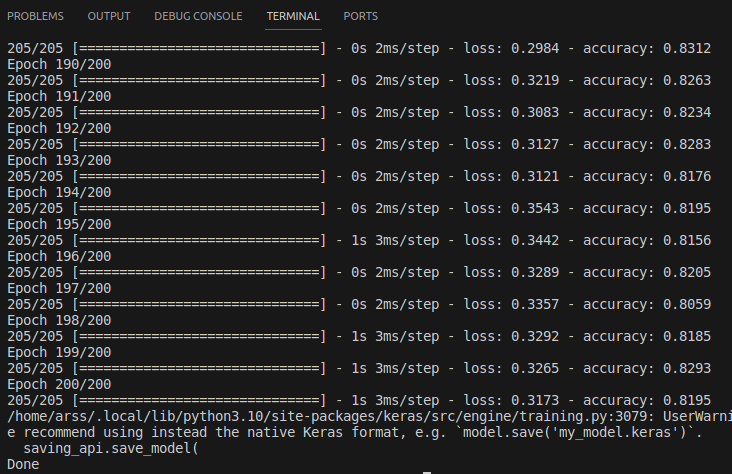 PROBLEMS OUTPUT DEBUG CONSOLE TERMINAL PORTS
205/205 [==============================] - 0s 2ms/step - loss: 0.2984 - accuracy: 0.8312
Epoch 190/200
205/205 [==============================] - 0s 2ms/step - loss: 0.3219 - accuracy: 0.8263
Epoch 191/200
205/205 [==============================] - 0s 2ms/step - loss: 0.3083 - accuracy: 0.8234
Epoch 192/200
205/205 [==============================] - 0s 2ms/step - loss: 0.3127 - accuracy: 0.8283
Epoch 193/200
205/205 [==============================] - 0s 2ms/step - loss: 0.3121 - accuracy: 0.8176
Epoch 194/200
205/205 [==============================] - 0s 2ms/step - loss: 0.3543 - accuracy: 0.8195
Epoch 195/200
205/205 [==============================] - 1s 3ms/step - loss: 0.3442 - accuracy: 0.8156
Epoch 196/200
205/205 [==============================] - 0s 2ms/step - loss: 0.3289 - accuracy: 0.8205
Epoch 197/200
205/205 [==============================] - 0s 2ms/step - loss: 0.3357 - accuracy: 0.8059
Epoch 198/200
205/205 [==============================] - 1s 3ms/step - loss: 0.3292 - accuracy: 0.8185
Epoch 199/200
205/205 [==============================] - 1s 3ms/step - loss: 0.3265 - accuracy: 0.8293
Epoch 200/200
205/205 [==============================] - 1s 3ms/step - loss: 0.3173 - accuracy: 0.8195
/home/arss/.local/lib/python3.10/site-packages/keras/src/engine/training.py:3079: UserWarni
e recommend using instead the native Keras format, e.g. `model.save('my_model.keras')`.
  saving_api.save_model(
Done